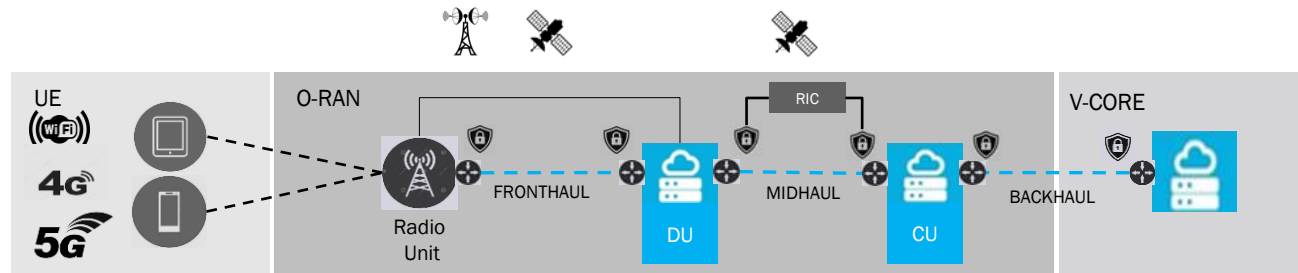 UE
WiFi
4G
5G
O-RAN
Radio
Unit
FRONTHAUL
DU
RIC
MIDHAUL
CU
BACKHAUL
V-CORE